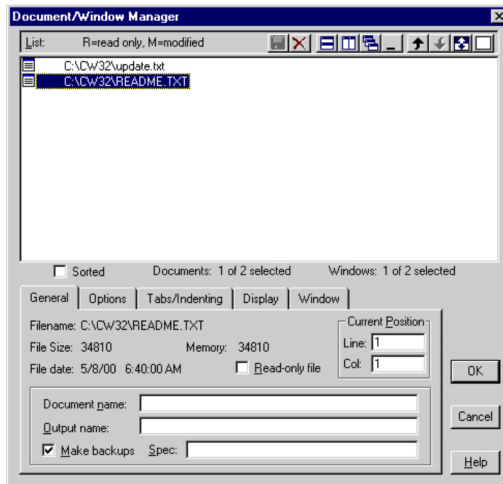 Document/Window Manager
List: R=read only, M=modified
C:\CW32\update.txt
C:\CW32\README.TXT
Sorted Documents: 1 of 2 selected Windows: 1 of 2 selected
General Options Tabs/Indenting Display Window
Filename: C:\CW32\README.TXT
File Size: 34810 Memory: 34810
File date: 5/8/00 6:40:00 AM Read-only file
Current Position
Line: 1
Col: 1
Document name:
Output name:
Make backups Spec:
OK
Cancel
Help